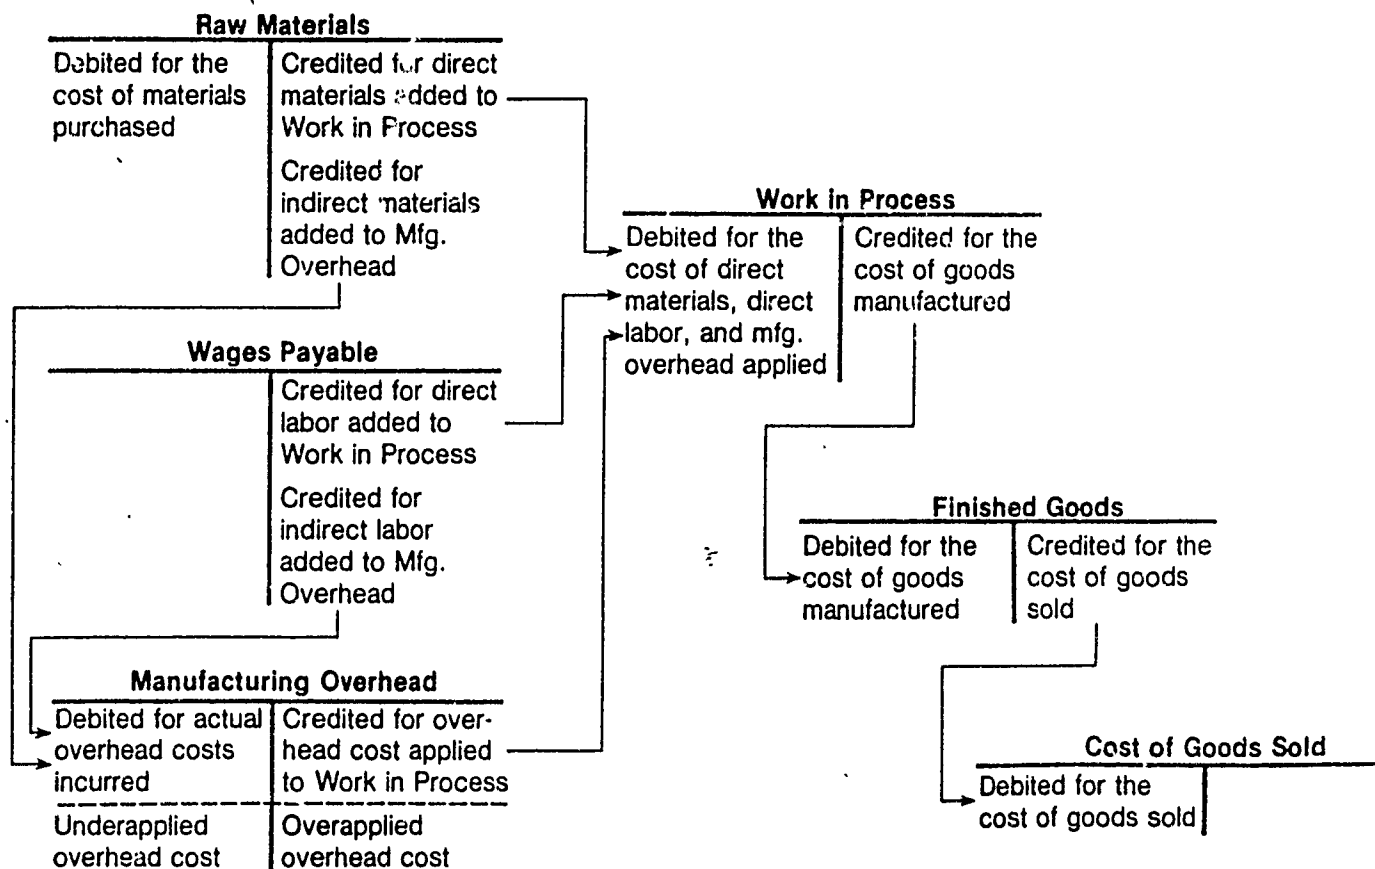 Raw Materials
Debited for the
cost of materials
purchased
Credited for direct
materials added to
Work in Process
Credited for
indirect materials
added to Mfg.
Overhead
Wages Payable
Credited for direct
labor added to
Work in Process
Credited for
indirect labor
added to Mfg.
Overhead
Manufacturing Overhead
Debited for actual
overhead costs
incurred
Credited for over-
head cost applied
to Work in Process
Underapplied
overhead cost
Overapplied
overhead cost
Work in Process
Debited for the
cost of direct
materials, direct
labor, and mfg.
overhead applied
Credited for the
cost of goods
manufactured
Finished Goods
Debited for the
cost of goods
manufactured
Credited for the
cost of goods
sold
Cost of Goods Sold
Debited for the
cost of goods sold